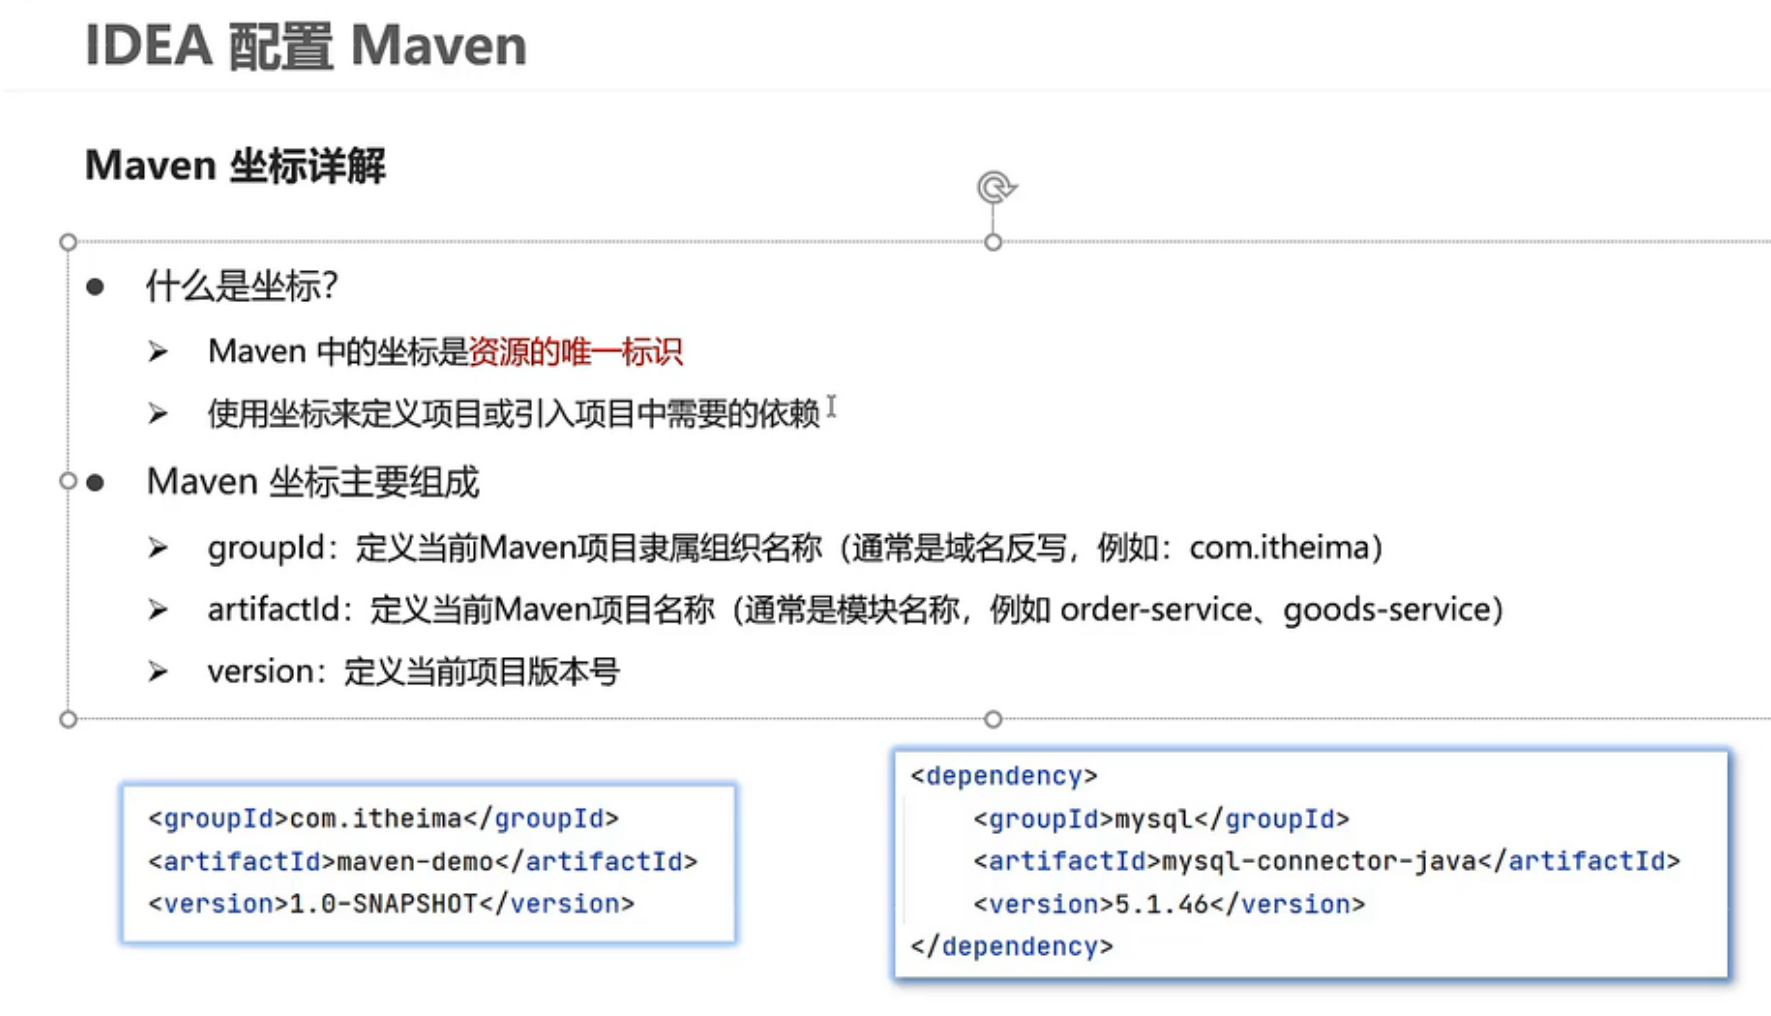 IDEA 配置 Maven
Maven 坐标详解
● 什么是坐标？
➢ Maven 中的坐标是资源的唯一标识
➢ 使用坐标来定义项目或引入项目中需要的依赖
● Maven 坐标主要组成
➢ groupId：定义当前Maven项目隶属组织名称（通常是域名反写，例如：com.itheima）
➢ artifactId：定义当前Maven项目名称（通常是模块名称，例如 order-service、goods-service）
➢ version：定义当前项目版本号
<groupId>com.itheima</groupId>
<artifactId>maven-demo</artifactId>
<version>1.0-SNAPSHOT</version>
<dependency>
<groupId>mysql</groupId>
<artifactId>mysql-connector-java</artifactId>
<version>5.1.46</version>
</dependency>